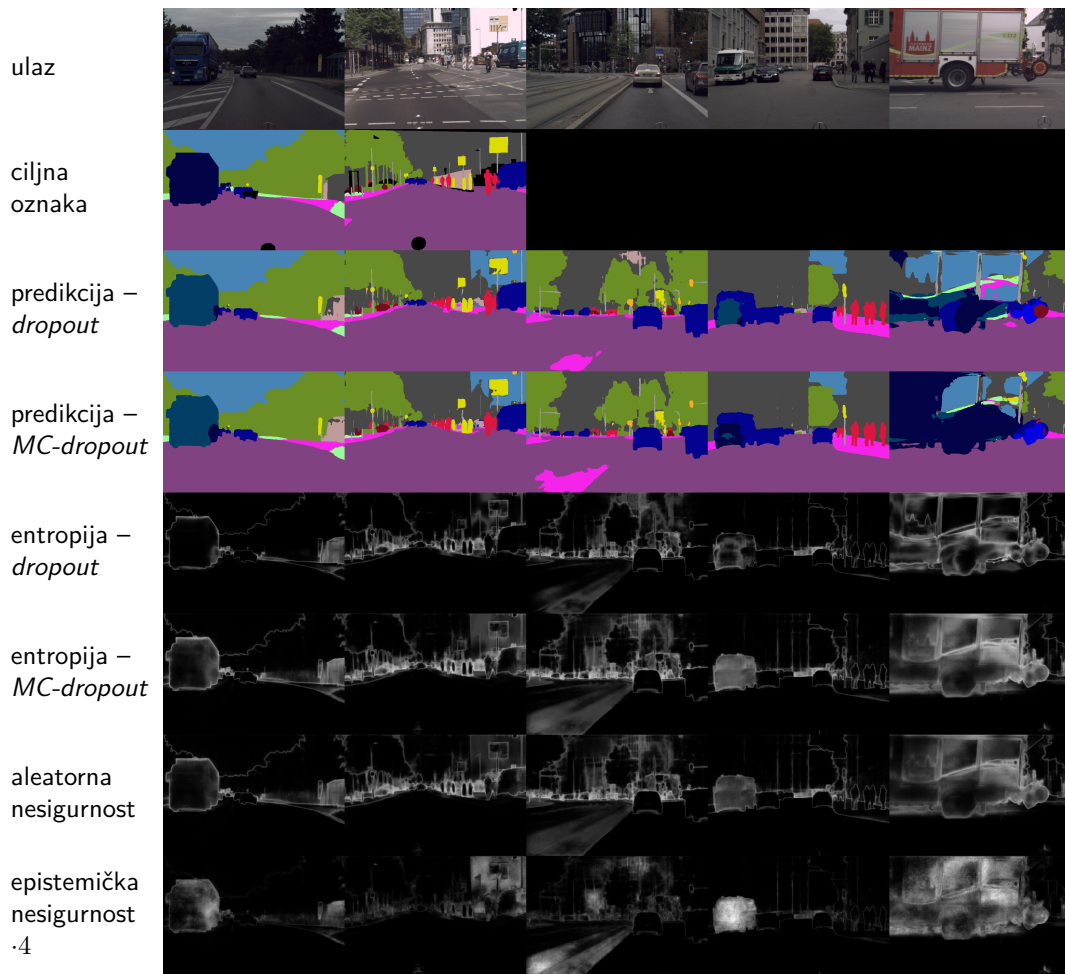 ulaz
MAINZ
112
ciljna
oznaka
predikcija –
dropout
predikcija –
MC-dropout
entropija –
dropout
entropija –
MC-dropout
aleatorna
nesigurnost
epistemička
nesigurnost
·4